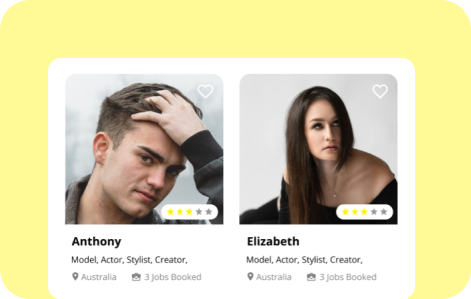 Anthony
Model, Actor, Stylist, Creator,
Australia
3 Jobs Booked
Elizabeth
Model, Actor, Stylist, Creator,
Australia
3 Jobs Booked